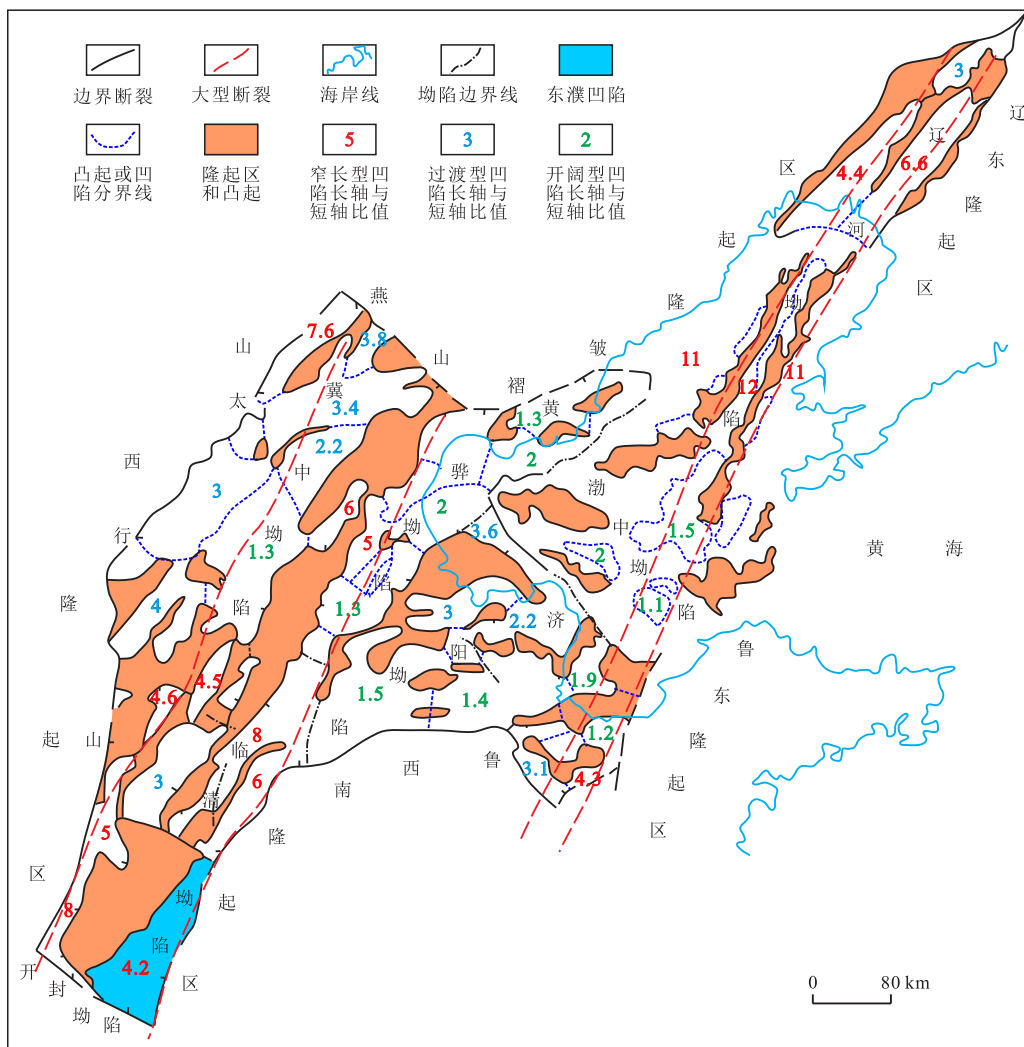 边界断裂
大型断裂
海岸线
坳陷边界线
东濮凹陷
5
3
2
凸起或凹
陷分界线
隆起区
和凸起
窄长型凹
陷长轴与
短轴比值
过渡型凹
陷长轴与
短轴比值
开阔型凹
陷长轴与
短轴比值
燕山褶皱隆起区
辽东隆起区
辽河坳陷
太行山隆起区
西
山
冀中坳陷
黄骅坳陷
渤中坳陷
济阳坳陷
临清坳陷
鲁西南隆起区
鲁东隆起区
开封坳陷
黄海
3
4.4
6.6
7.6
3.8
3.4
2.2
3
1.3
6
5
1.3
2
2
3.6
1.3
11
12
11
1.5
2
1.1
4
4.5
4.6
3
2.2
1.5
1.4
1.9
1.2
3.1
4.3
8
6
3
5
8
4.2
0
80 km